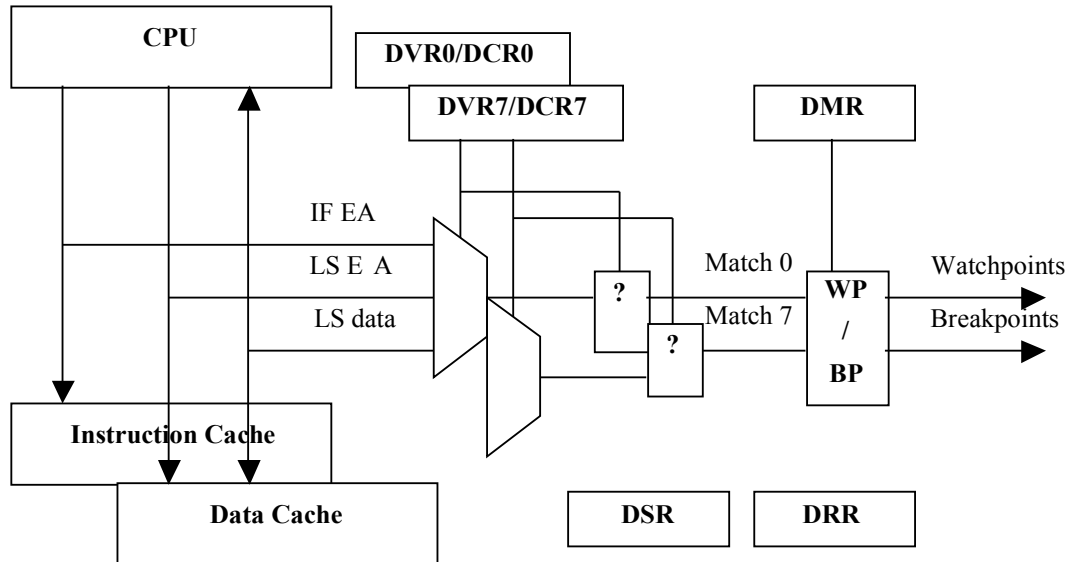 CPU
DVR0/DCR0
DVR7/DCR7
DMR
IF EA
LS E A
LS data
?
?
Match 0
Match 7
WP
/
BP
Watchpoints
Breakpoints
Instruction Cache
Data Cache
DSR
DRR